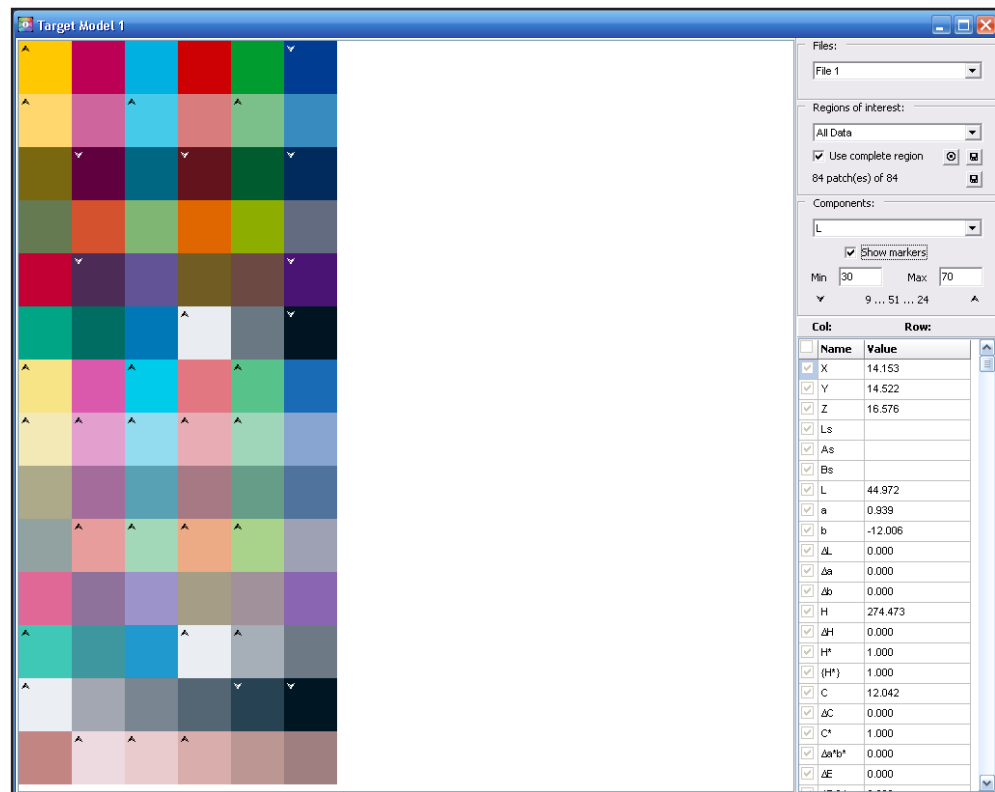 Target Model 1
Files:
File 1
Regions of interest:
All Data
Use complete region
84 patch(es) of 84
Components:
L
Show markers
Min 30 Max 70
9 ... 51 ... 24
Col: Row:
Name Value
X 14.153
Y 14.522
Z 16.576
Ls
As
Bs
L 44.972
a 0.939
b -12.006
ΔL 0.000
Δa 0.000
Δb 0.000
H 274.473
ΔH 0.000
H* 1.000
{H*} 1.000
C 12.042
ΔC 0.000
C* 1.000
Δa*b* 0.000
ΔE 0.000